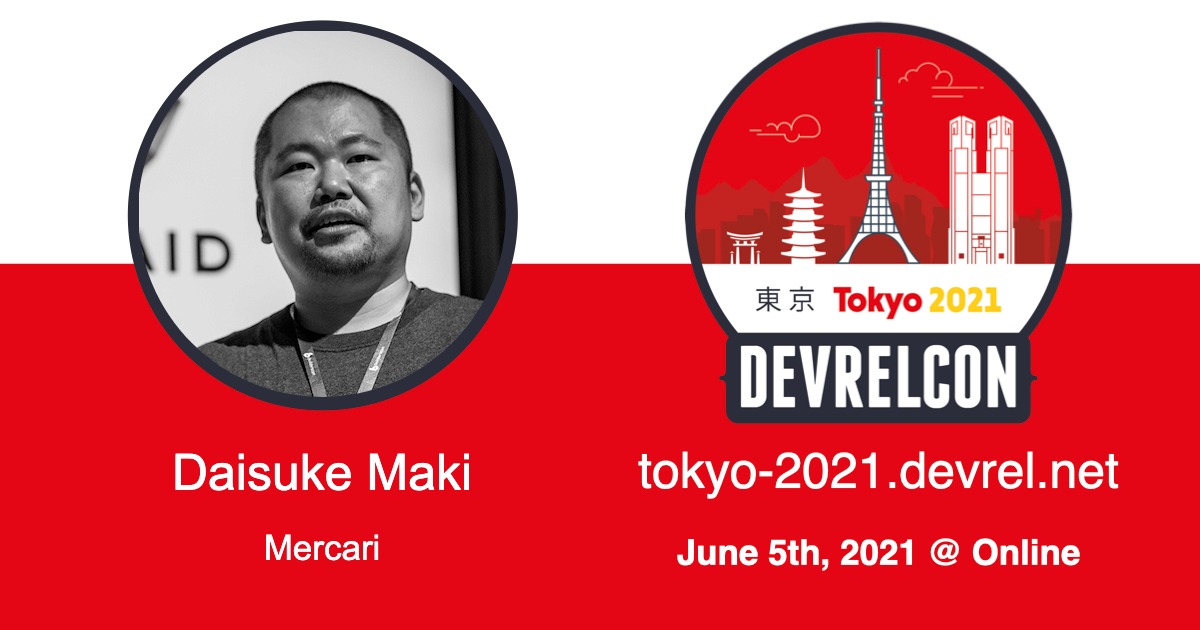 AID
Daisuke Maki
Mercari
東京 Tokyo 2021
DEVRELCON
tokyo-2021.devrel.net
June 5th, 2021 @ Online